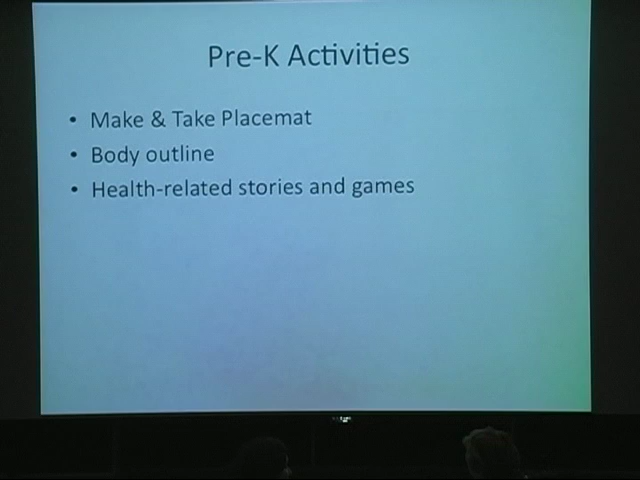 Pre-K Activities
• Make & Take Placemat
• Body outline
• Health-related stories and games